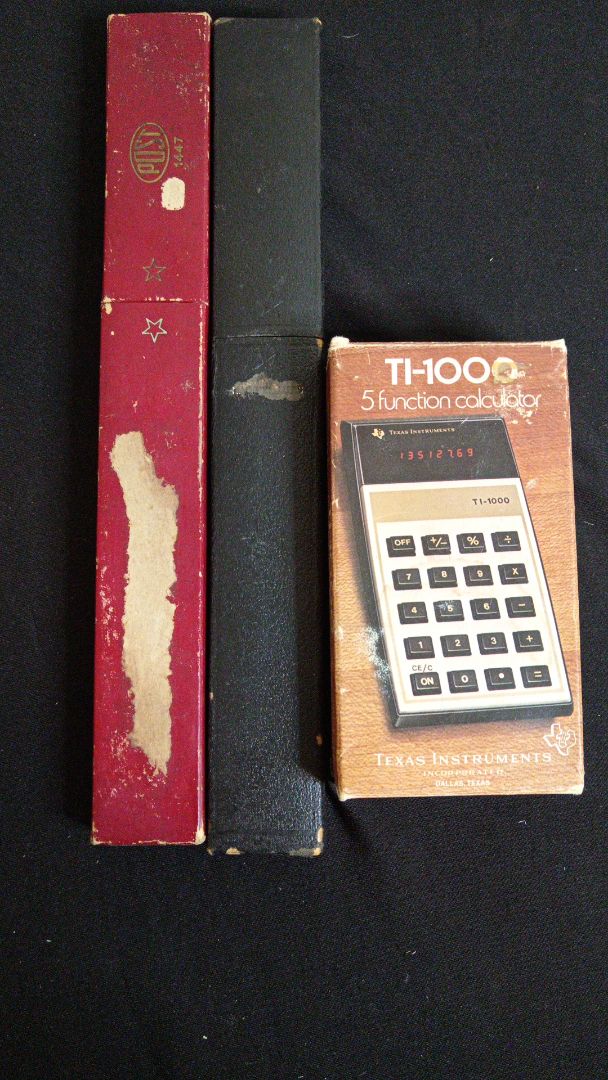 POST
1447
TI-1000
5 function calculator
TEXAS INSTRUMENTS
13512769
TI-1000
OFF +/− % ÷
7 8 9 X
4 5 6 −
1 2 3 +
CE/C
ON 0 • =
TEXAS INSTRUMENTS
INCORPORATED
DALLAS, TEXAS